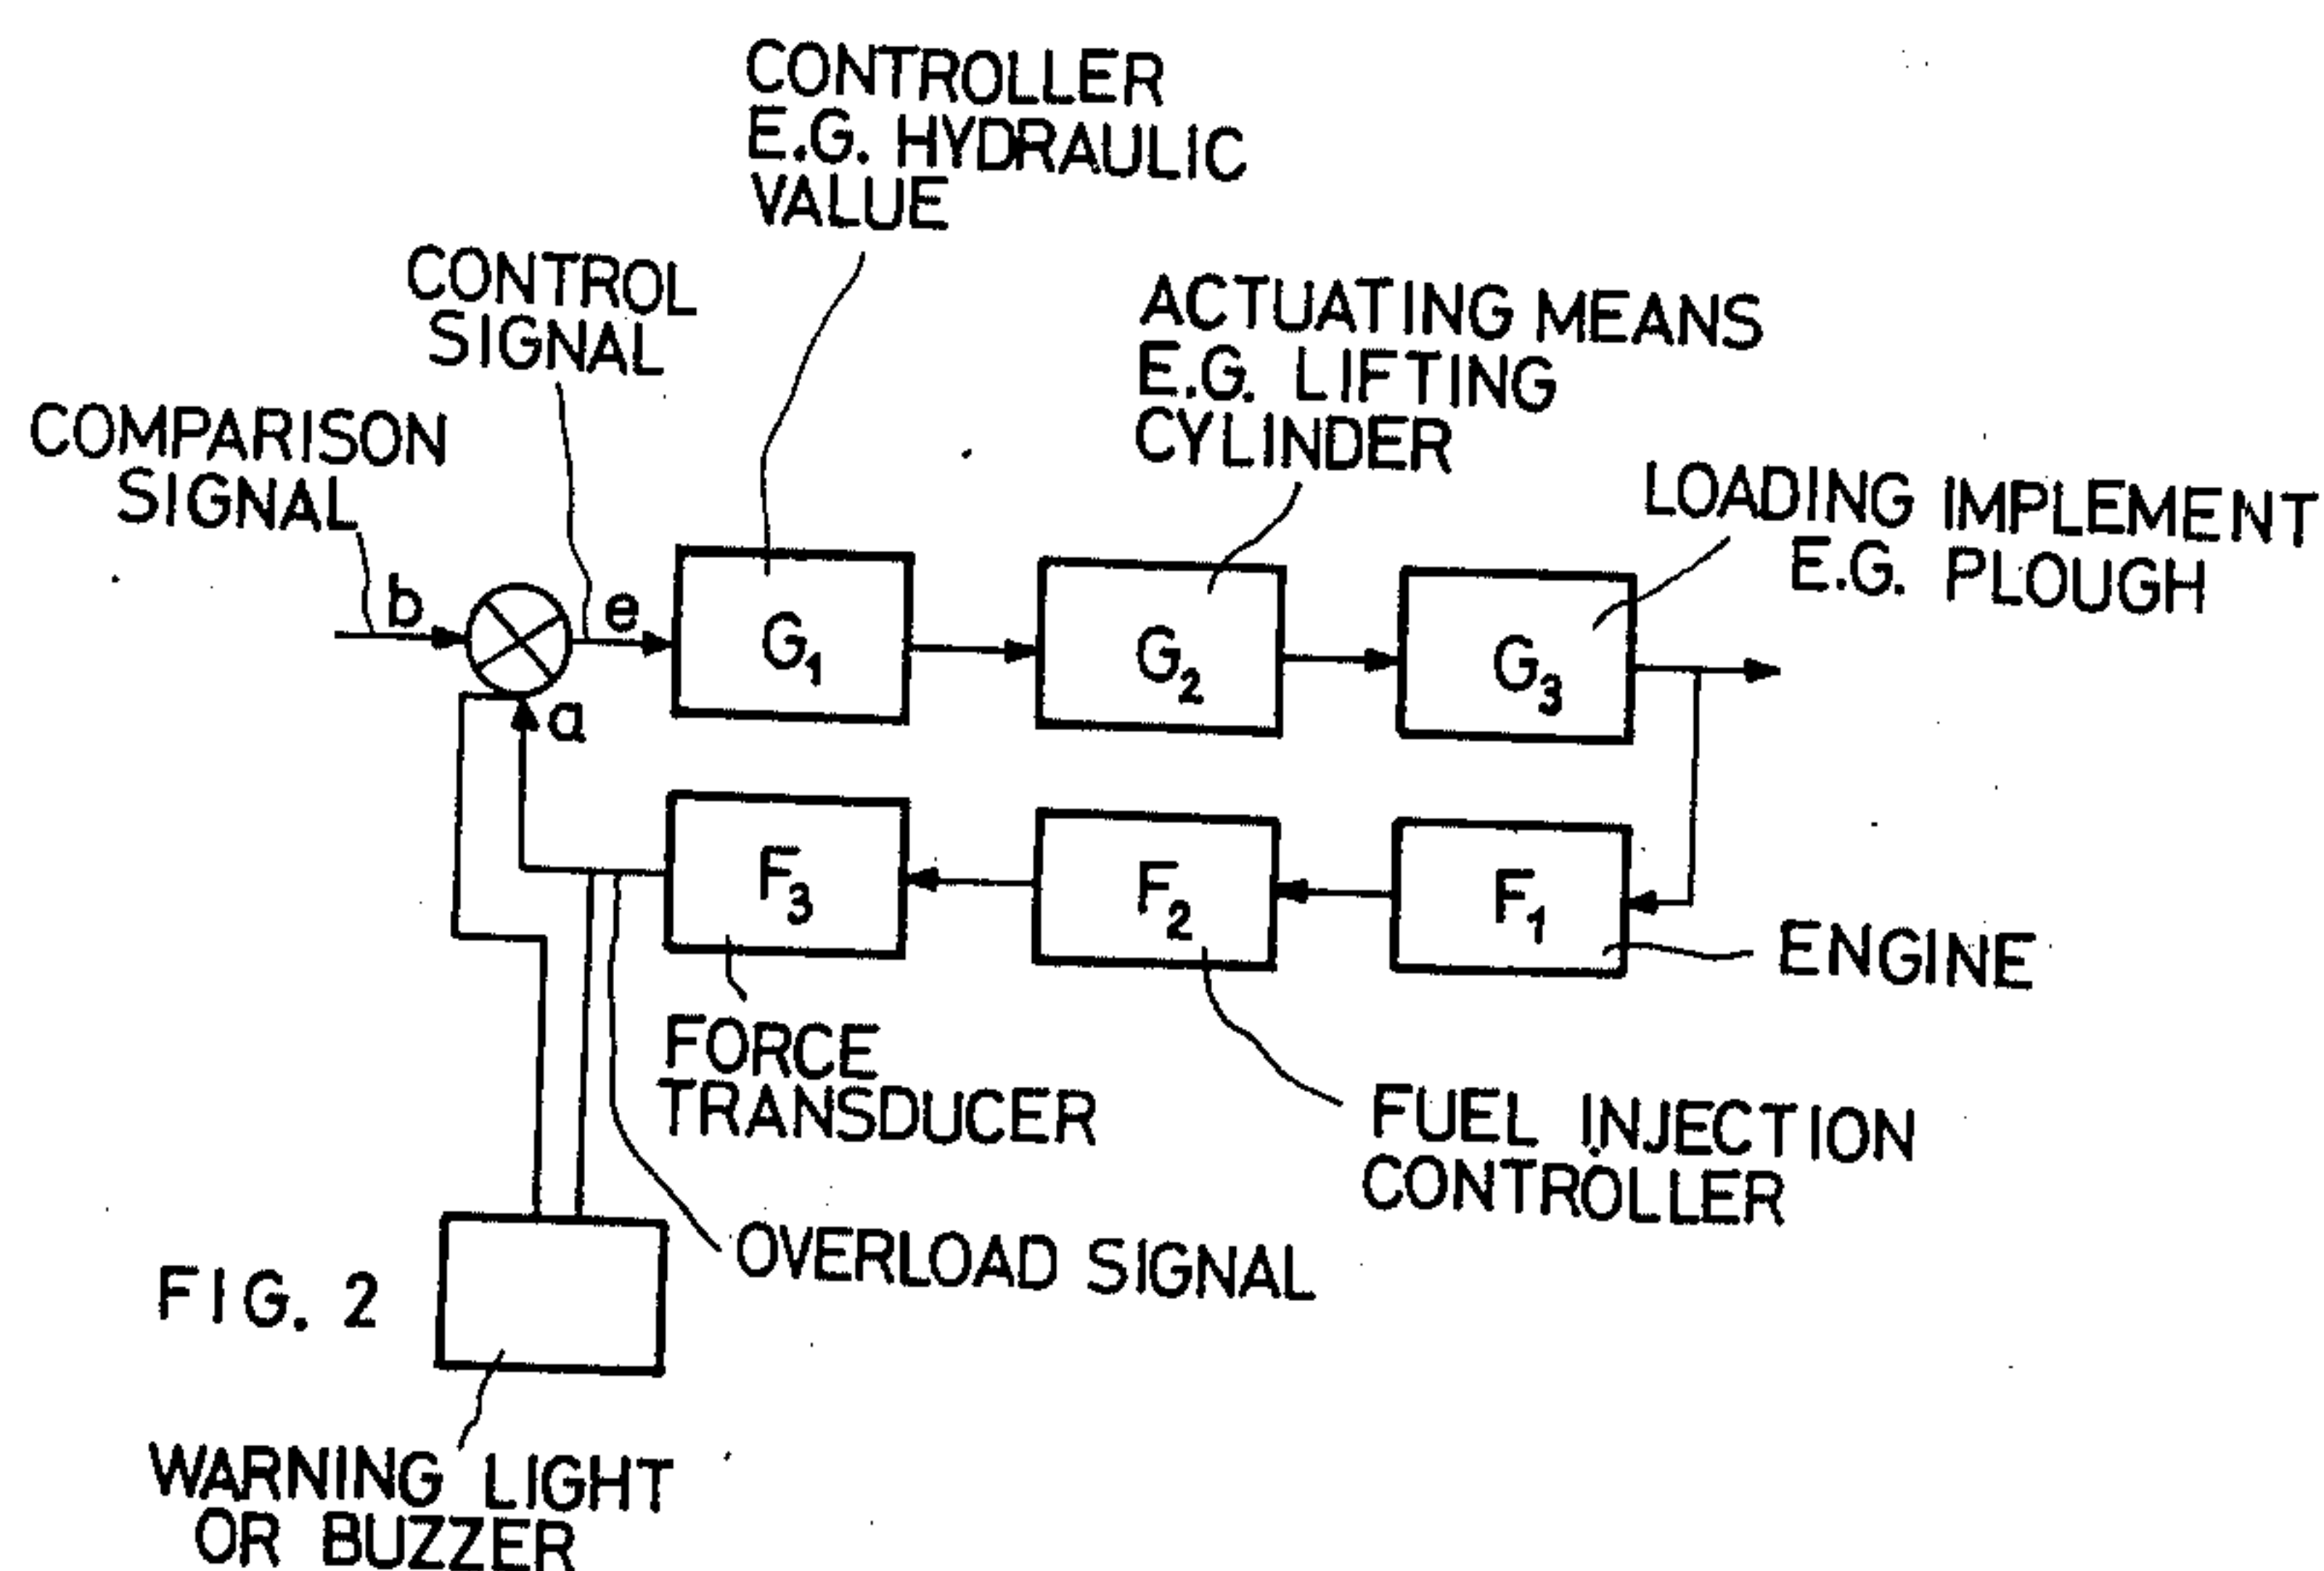 CONTROLLER
E.G. HYDRAULIC
VALUE
CONTROL
SIGNAL
ACTUATING MEANS
E.G. LIFTING
CYLINDER
COMPARISON
SIGNAL
LOADING IMPLEMENT
E.G. PLOUGH
b
e
G1
G2
G3
a
F3
F2
F1
ENGINE
FORCE
TRANSDUCER
FUEL INJECTION
CONTROLLER
OVERLOAD SIGNAL
FIG. 2
WARNING LIGHT
OR BUZZER